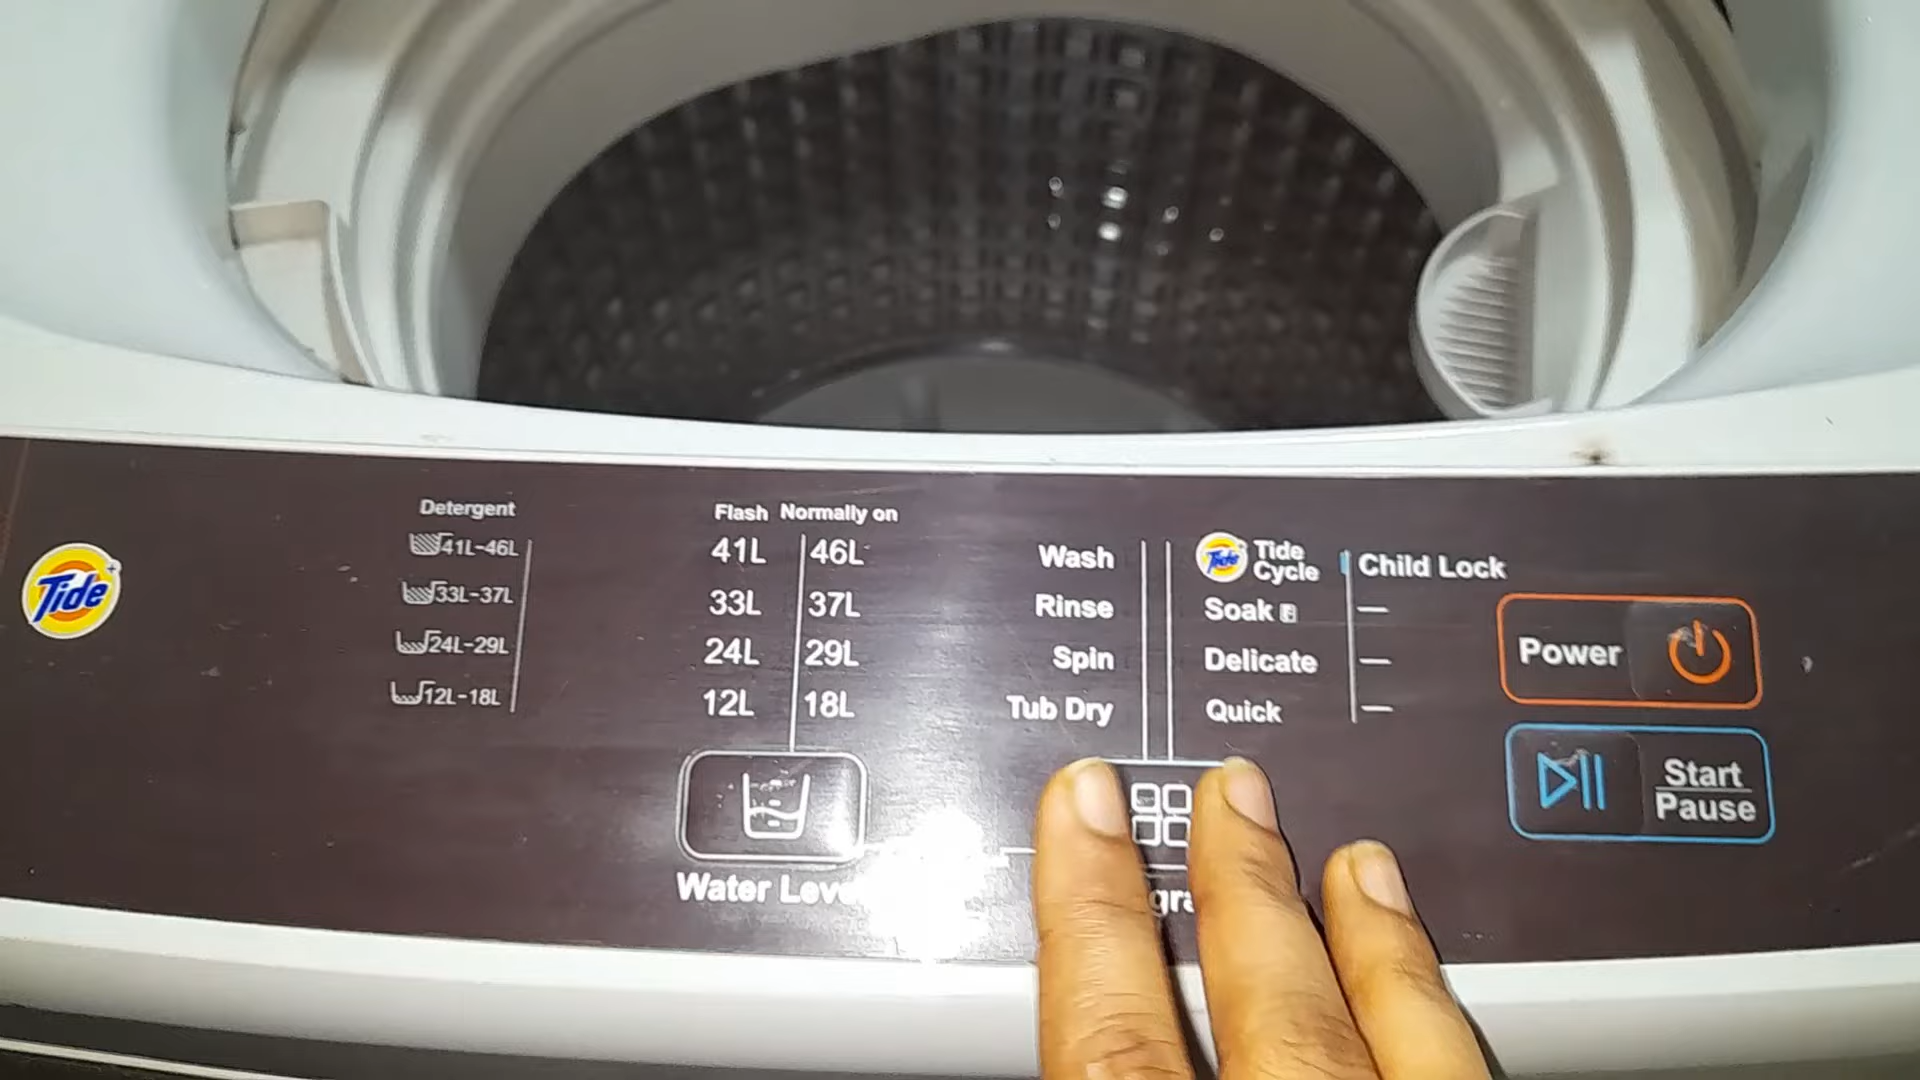 Tide
Detergent
41L-46L
33L-37L
24L-29L
12L-18L
Flash Normally on
41L 46L
33L 37L
24L 29L
12L 18L
Water
Wash
Rinse
Spin
Tub Dry
Tide
Tide
Cycle
Soak
Delicate
Quick
Child Lock
Power
Start
Pause